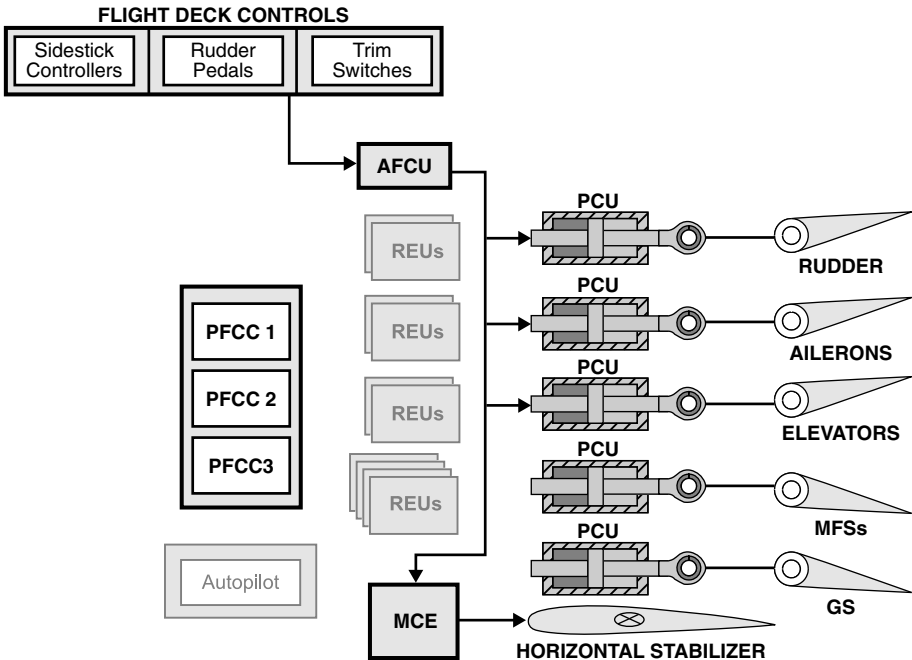 FLIGHT DECK CONTROLS
Sidestick
Controllers
Rudder
Pedals
Trim
Switches
AFCU
PCU
REUs
RUDDER
PCU
PFCC 1
REUs
AILERONS
PCU
PFCC 2
REUs
ELEVATORS
PCU
PFCC3
REUs
MFSs
PCU
Autopilot
GS
MCE
HORIZONTAL STABILIZER